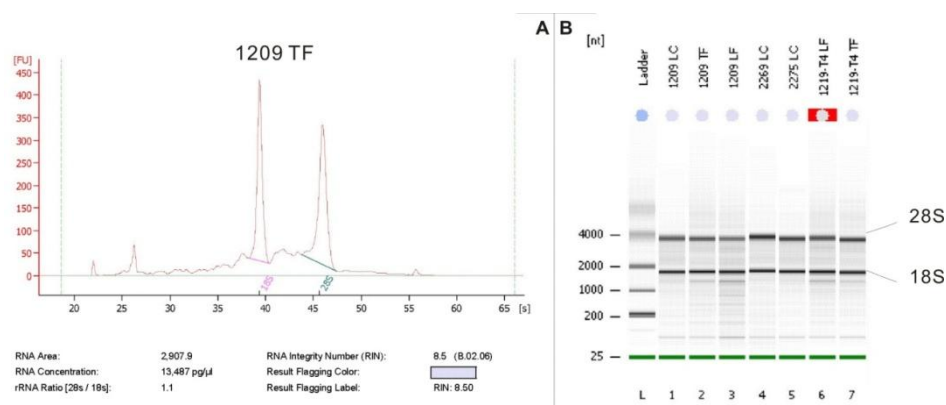 A
1209 TF
[FU]
450
400
350
300
250
200
150
100
50
0
18S
28S
20
25
30
35
40
45
50
55
60
65
[s]
RNA Area: 2,907.9
RNA Concentration: 13,487 pg/µl
rRNA Ratio [28s / 18s]: 1.1
RNA Integrity Number (RIN): 8.5 (B.02.06)
Result Flagging Color:
Result Flagging Label: RIN: 8.50
B
[nt]
Ladder
1209 LC
1209 TF
1209 LF
2269 LC
2275 LC
1219-T4 LF
1219-T4 TF
4000
2000
1000
200
25
28S
18S
L 1 2 3 4 5 6 7